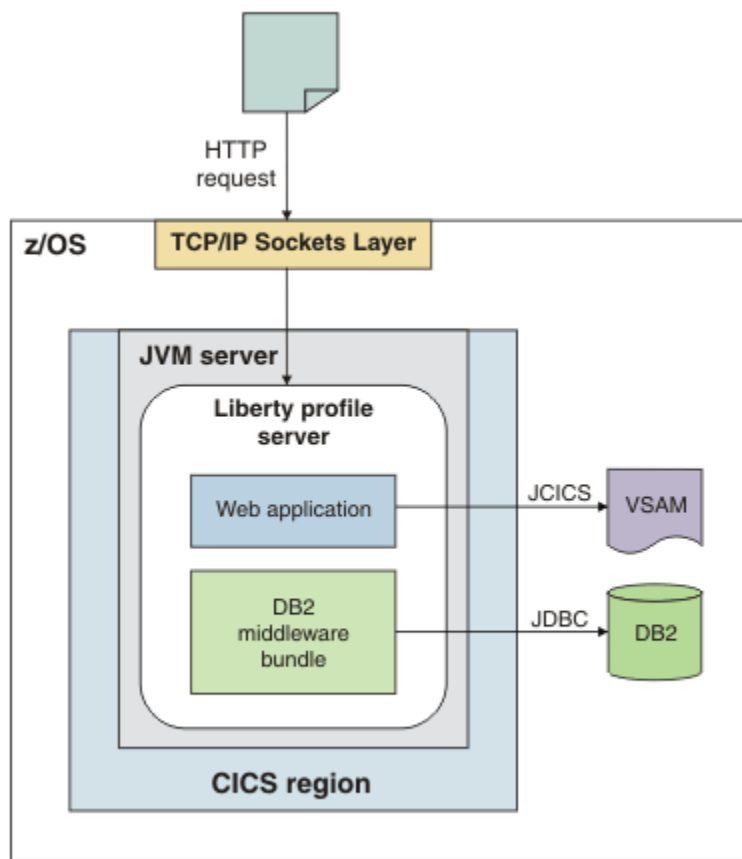 HTTP
request
z/OS
TCP/IP Sockets Layer
JVM server
Liberty profile
server
Web application
JCICS
VSAM
DB2
middleware
bundle
JDBC
DB2
CICS region